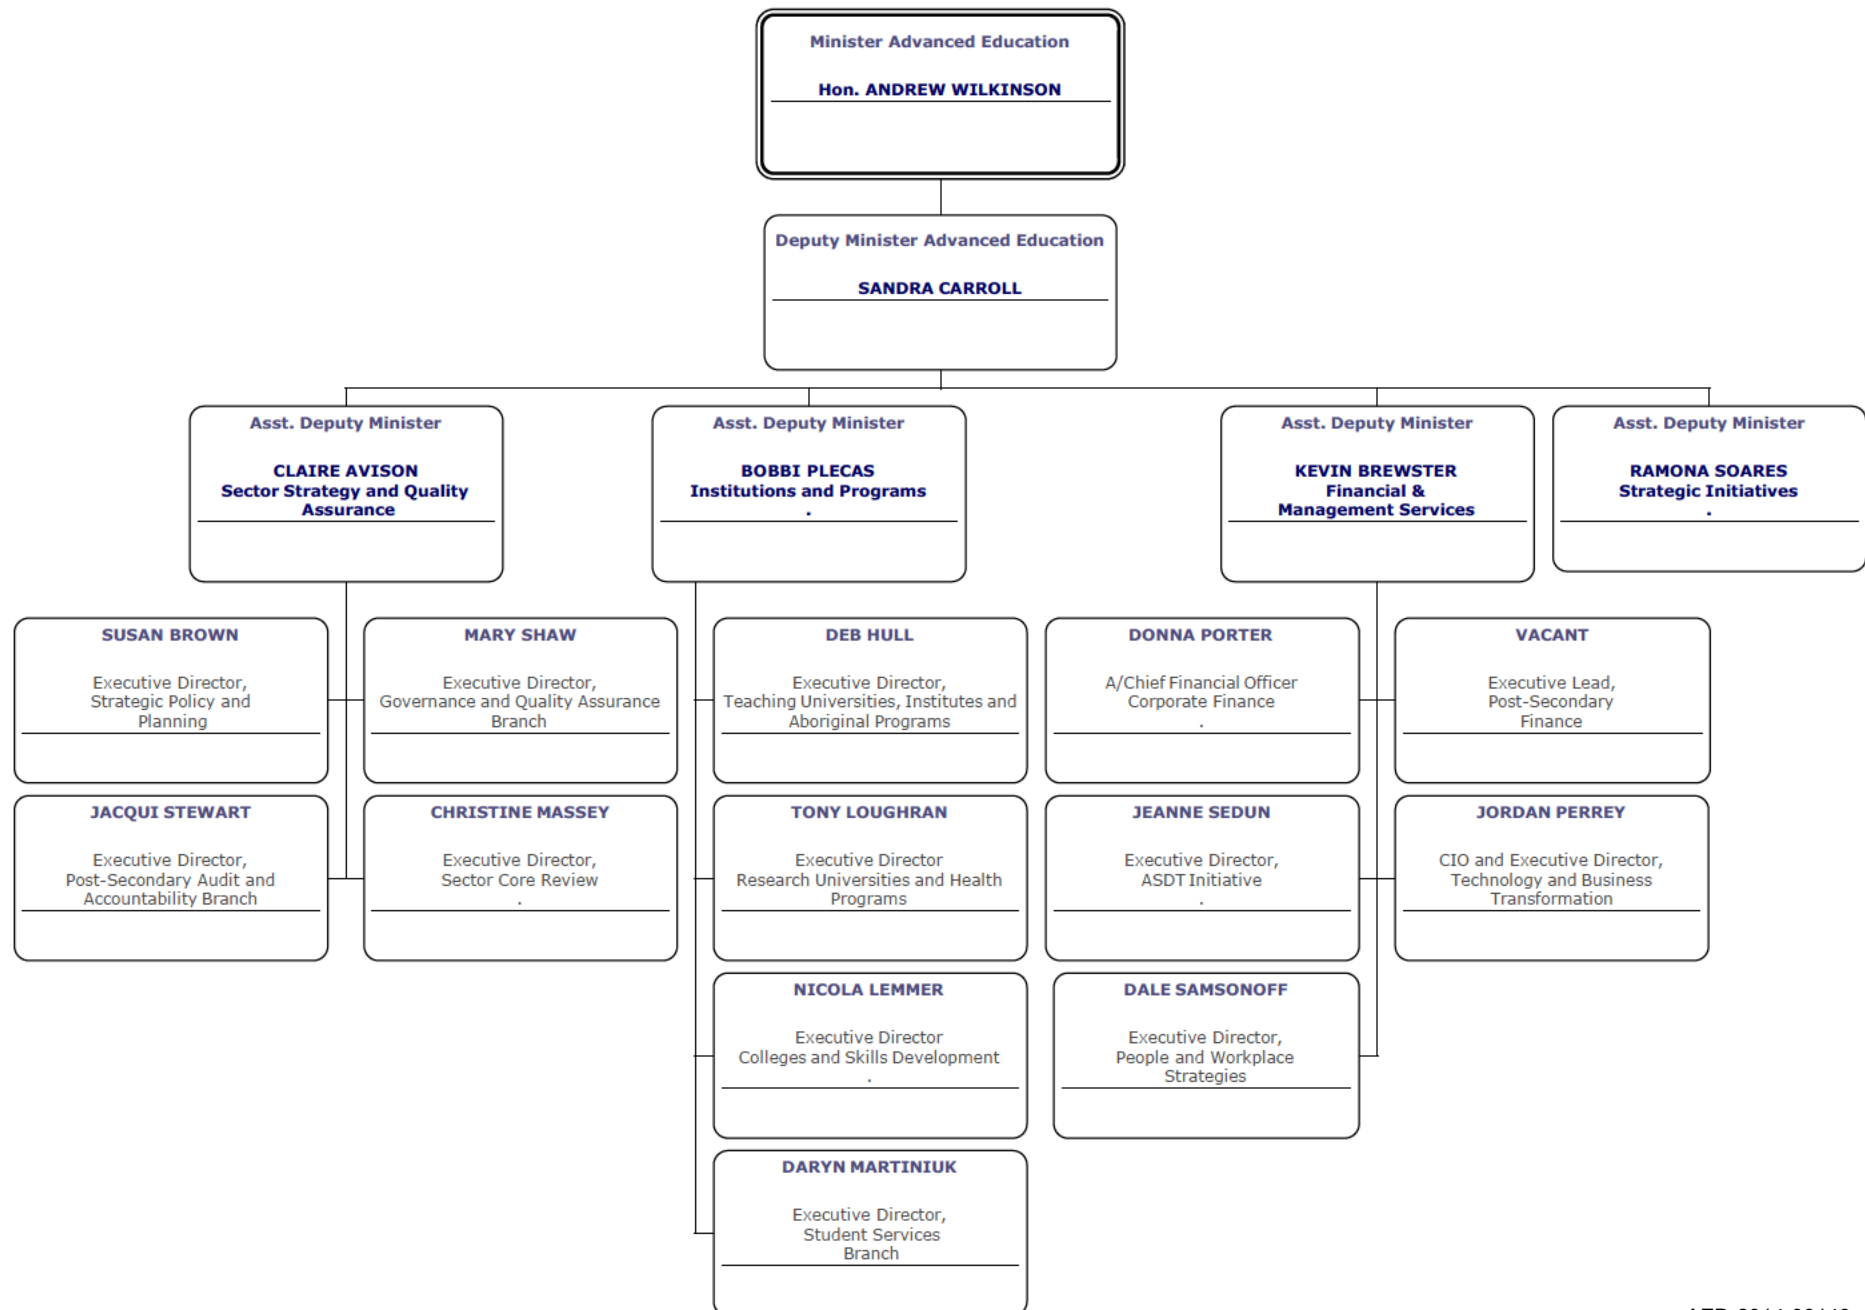 Minister Advanced Education
Hon. ANDREW WILKINSON
Deputy Minister Advanced Education
SANDRA CARROLL
Asst. Deputy Minister
CLAIRE AVISON
Sector Strategy and Quality
Assurance
Asst. Deputy Minister
BOBBI PLECAS
Institutions and Programs
.
Asst. Deputy Minister
KEVIN BREWSTER
Financial &
Management Services
Asst. Deputy Minister
RAMONA SOARES
Strategic Initiatives
.
SUSAN BROWN
Executive Director,
Strategic Policy and
Planning
MARY SHAW
Executive Director,
Governance and Quality Assurance
Branch
DEB HULL
Executive Director,
Teaching Universities, Institutes and
Aboriginal Programs
DONNA PORTER
A/Chief Financial Officer
Corporate Finance
.
VACANT
Executive Lead,
Post-Secondary
Finance
JACQUI STEWART
Executive Director,
Post-Secondary Audit and
Accountability Branch
CHRISTINE MASSEY
Executive Director,
Sector Core Review
.
TONY LOUGHRAN
Executive Director
Research Universities and Health
Programs
JEANNE SEDUN
Executive Director,
ASDT Initiative
.
JORDAN PERREY
CIO and Executive Director,
Technology and Business
Transformation
NICOLA LEMMER
Executive Director
Colleges and Skills Development
.
DALE SAMSONOFF
Executive Director,
People and Workplace
Strategies
DARYN MARTINIUK
Executive Director,
Student Services
Branch